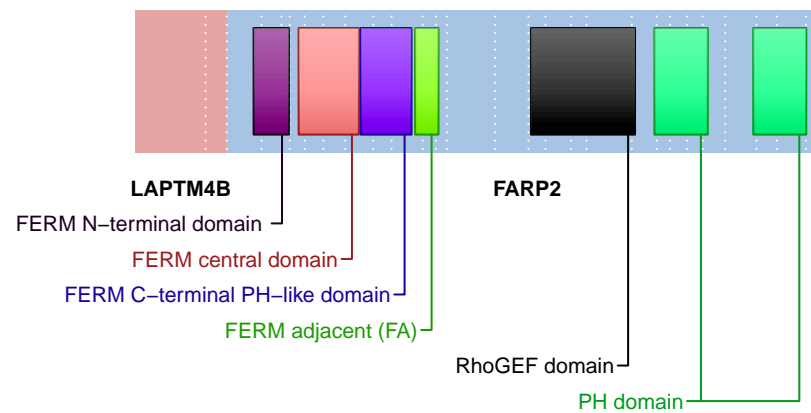 LAPTM4B FARP2
FERM N−terminal domain
FERM central domain
FERM C−terminal PH−like domain
FERM adjacent (FA)
RhoGEF domain
PH domain